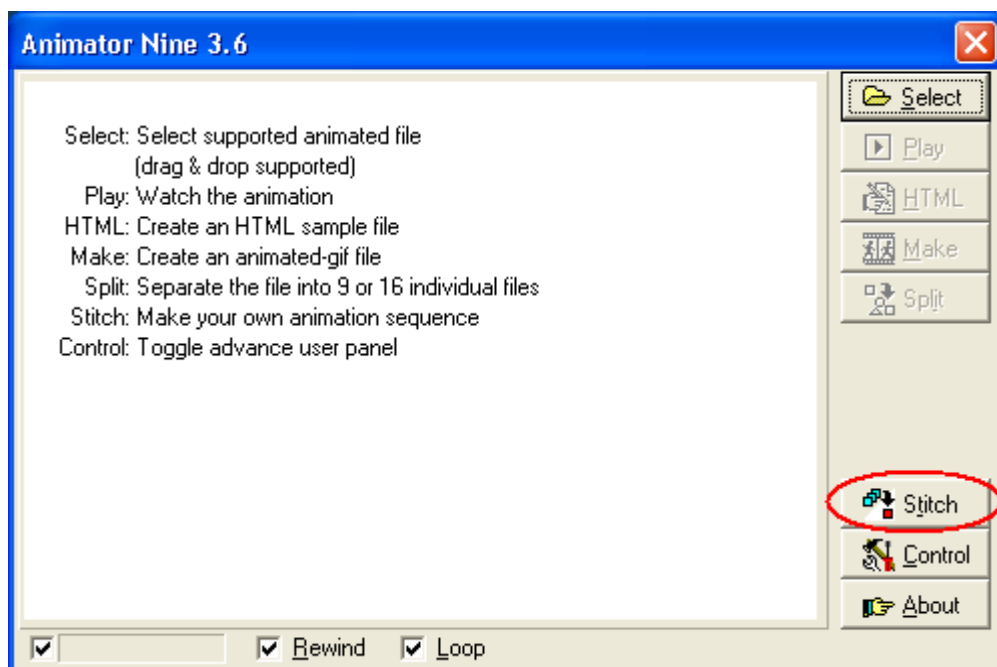 Animator Nine 3.6
Select: Select supported animated file
(drag & drop supported)
Play: Watch the animation
HTML: Create an HTML sample file
Make: Create an animated-gif file
Split: Separate the file into 9 or 16 individual files
Stitch: Make your own animation sequence
Control: Toggle advance user panel
Select
Play
HTML
Make
Split
Stitch
Control
About
Rewind Loop